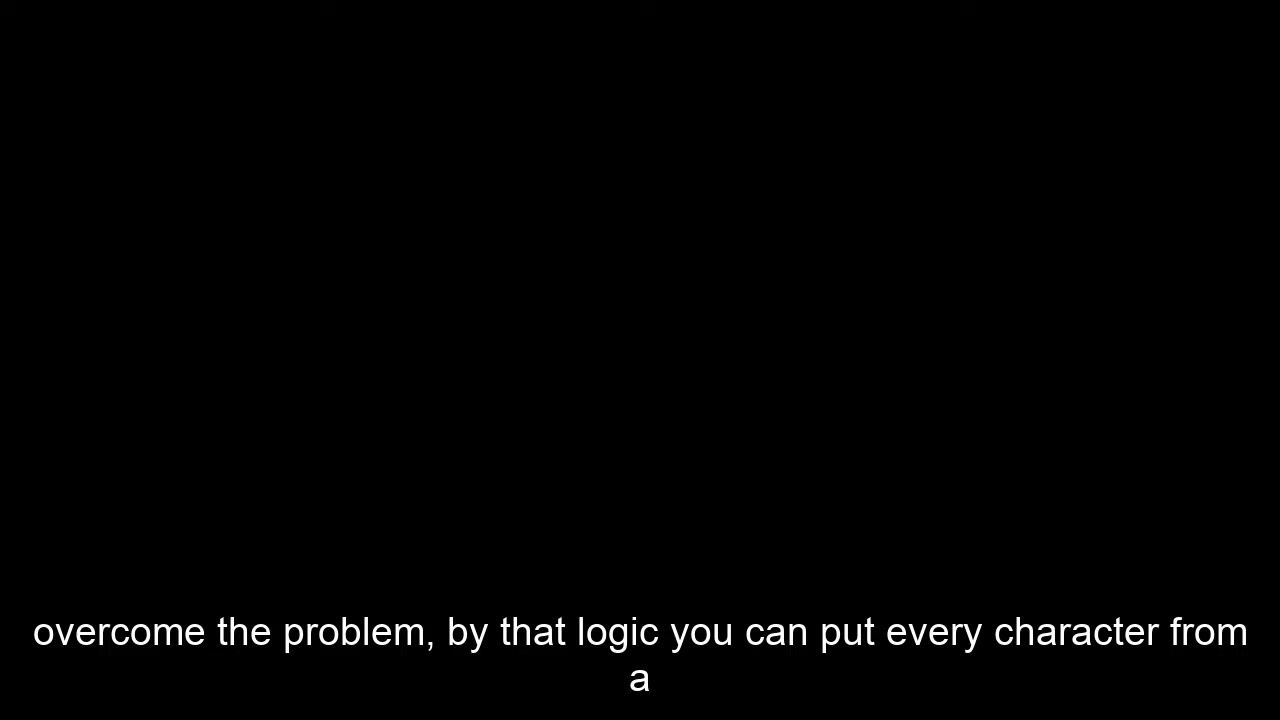 overcome the problem, by that logic you can put every character from
a